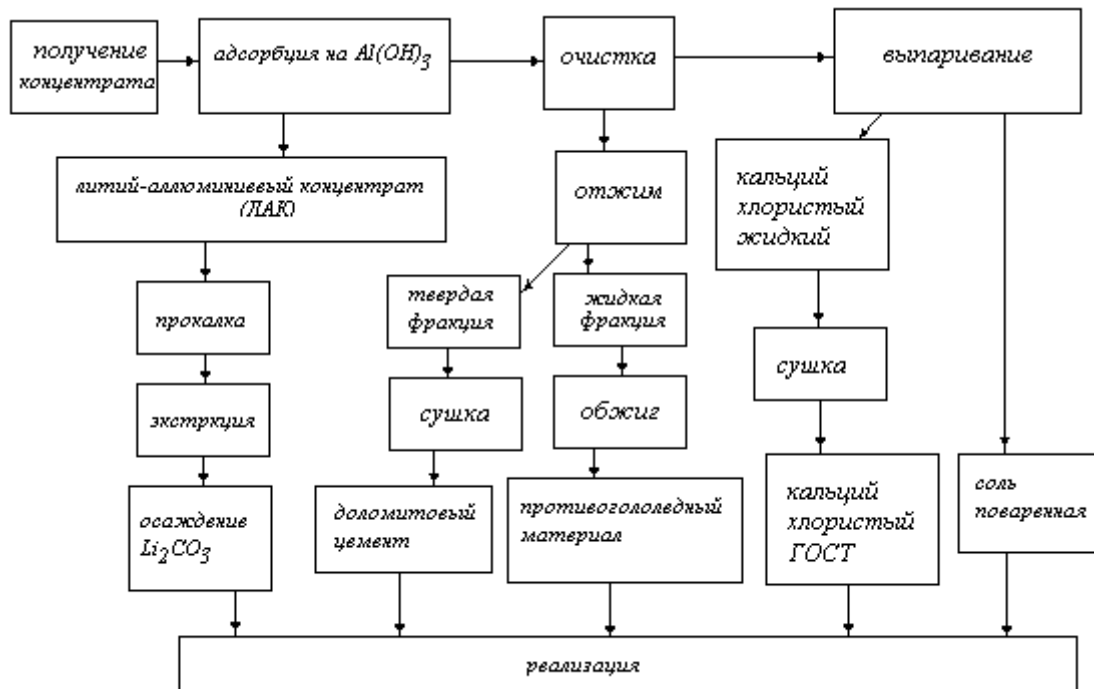 получение
концентрата
адсорбция на Al(OH)3
очистка
выпаривание
литий-аллюминиевый концентрат
(ЛАК)
отжим
кальций
хлористый
жидкий
прокалка
твердая
фракция
жидкая
фракция
сушка
экстркция
сушка
обжиг
осаждение
Li2CO3
доломитовый
цемент
противогололедный
материал
кальций
хлористый
ГОСТ
соль
поваренная
реализация